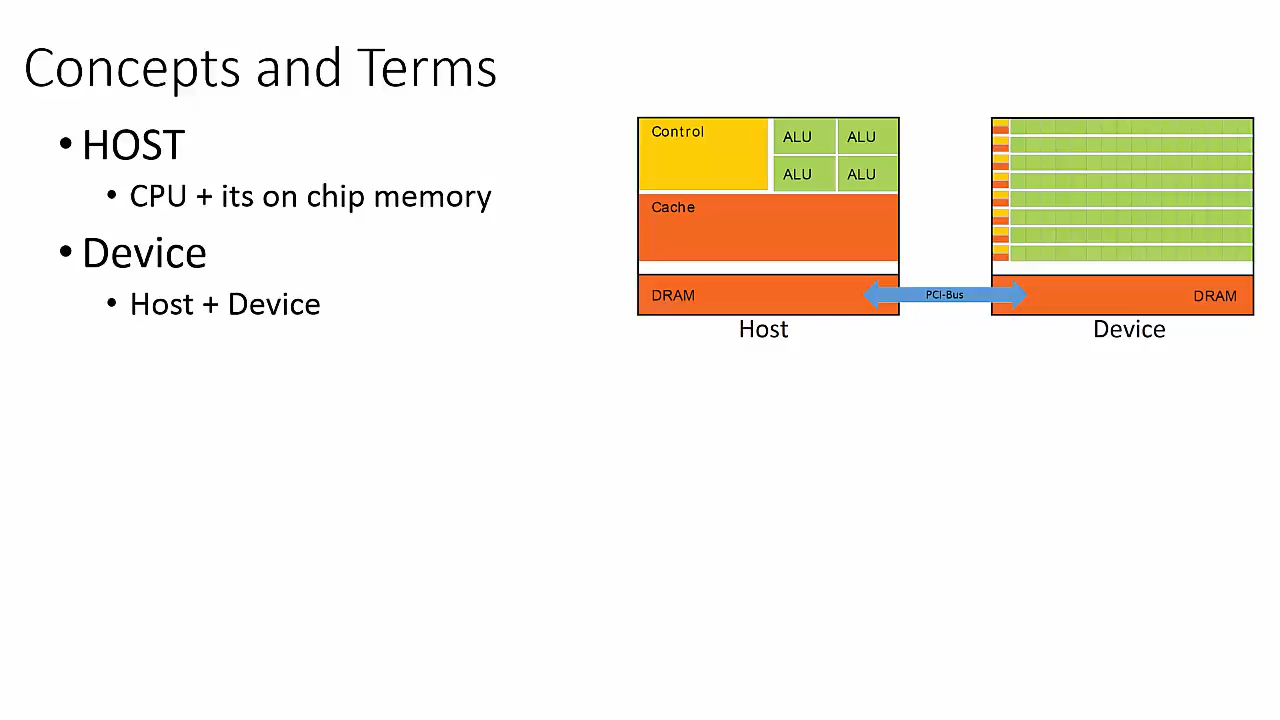 Concepts and Terms
• HOST
• CPU + its on chip memory
• Device
• Host + Device
Control
ALU ALU
ALU ALU
Cache
DRAM
PCI-Bus
DRAM
Host
Device